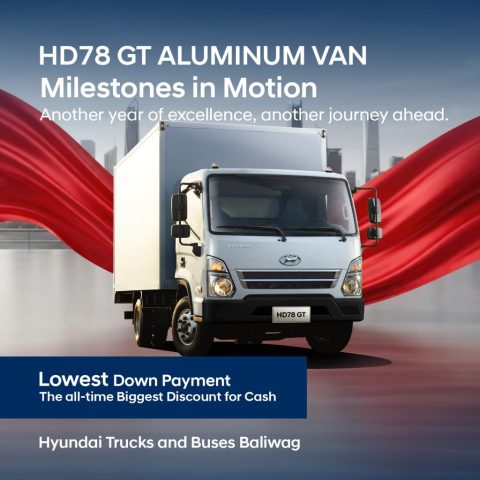 HD78 GT ALUMINUM VAN
Milestones in Motion
Another year of excellence, another journey ahead.
HD78 GT
Lowest Down Payment
The all-time Biggest Discount for Cash
Hyundai Trucks and Buses Baliwag